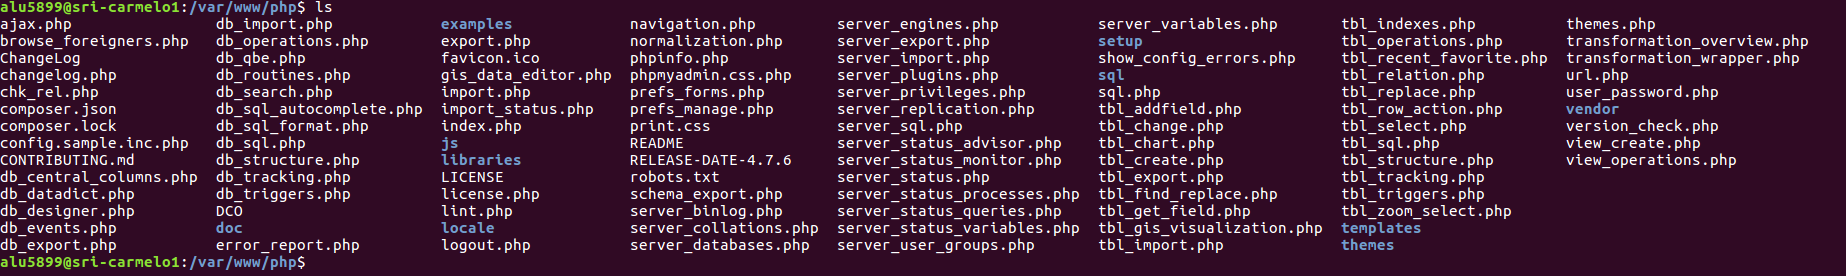 alu5899@sri-carmelo1:/var/www/php$ ls
ajax.php db_import.php examples navigation.php server_engines.php server_variables.php tbl_indexes.php themes.php
browse_foreigners.php db_operations.php export.php normalization.php server_export.php setup tbl_operations.php transformation_overview.php
ChangeLog db_qbe.php favicon.ico phpinfo.php server_import.php show_config_errors.php tbl_recent_favorite.php transformation_wrapper.php
changelog.php db_routines.php gis_data_editor.php phpmyadmin.css.php server_plugins.php sql tbl_relation.php url.php
chk_rel.php db_search.php import.php prefs_forms.php server_privileges.php sql.php tbl_replace.php user_password.php
composer.json db_sql_autocomplete.php import_status.php prefs_manage.php server_replication.php tbl_addfield.php tbl_row_action.php vendor
composer.lock db_sql_format.php index.php print.css server_sql.php tbl_change.php tbl_select.php version_check.php
config.sample.inc.php db_sql.php js README server_status_advisor.php tbl_chart.php tbl_sql.php view_create.php
CONTRIBUTING.md db_structure.php libraries RELEASE-DATE-4.7.6 server_status_monitor.php tbl_create.php tbl_structure.php view_operations.php
db_central_columns.php db_tracking.php LICENSE robots.txt server_status.php tbl_export.php tbl_tracking.php
db_datadict.php db_triggers.php license.php schema_export.php server_status_processes.php tbl_find_replace.php tbl_triggers.php
db_designer.php DCO lint.php server_binlog.php server_status_queries.php tbl_get_field.php tbl_zoom_select.php
db_events.php doc locale server_collations.php server_status_variables.php tbl_gis_visualization.php templates
db_export.php error_report.php logout.php server_databases.php server_user_groups.php tbl_import.php themes
alu5899@sri-carmelo1:/var/www/php$